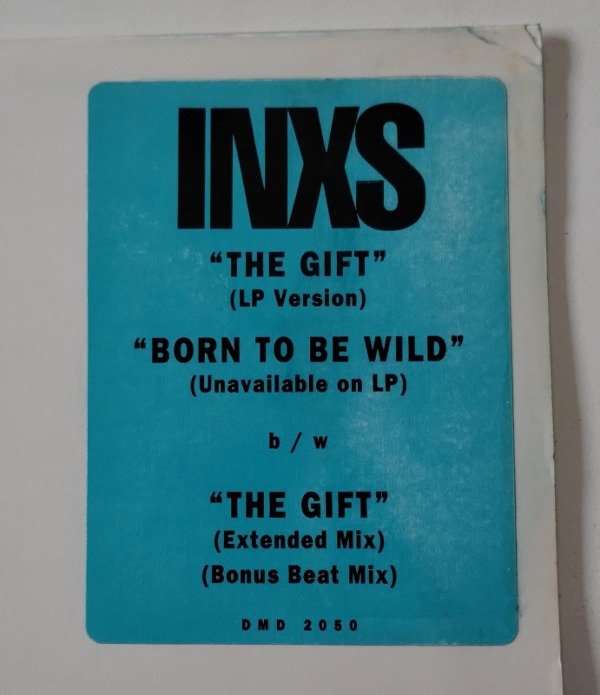 INXS
“THE GIFT”
(LP Version)
“BORN TO BE WILD”
(Unavailable on LP)
b / w
“THE GIFT”
(Extended Mix)
(Bonus Beat Mix)
DMD 2050